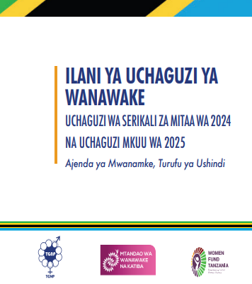 ILANI YA UCHAGUZI YA
WANAWAKE
UCHAGUZI WA SERIKALI ZA MITAA WA 2024
NA UCHAGUZI MKUU WA 2025
Ajenda ya Mwanamke, Turufu ya Ushindi
TGNP
TGNP
MTANDAO WA
WANAWAKE
NA KATIBA
WOMEN
FUND
TANZANIA